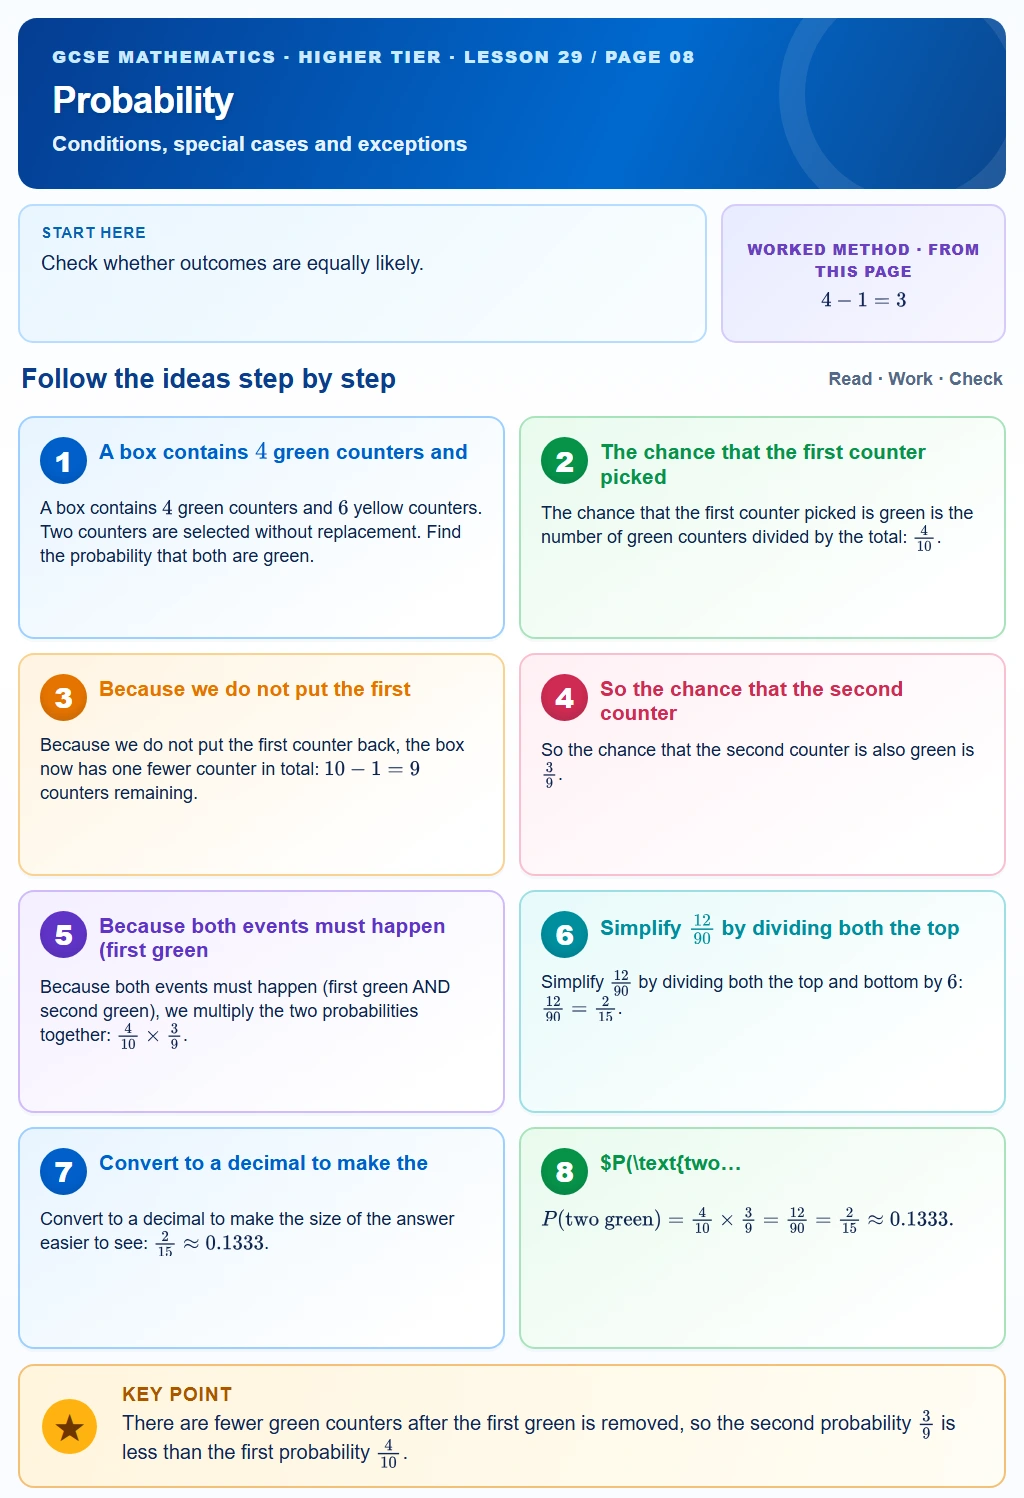 GCSE MATHEMATICS · HIGHER TIER · LESSON 29 / PAGE 08
Probability
Conditions, special cases and exceptions
START HERE
Check whether outcomes are equally likely.
WORKED METHOD · FROM
THIS PAGE
4 − 1 = 3
Follow the ideas step by step
Read · Work · Check
1
A box contains 4 green counters and
A box contains 4 green counters and 6 yellow counters.
Two counters are selected without replacement. Find
the probability that both are green.
2
The chance that the first counter
picked
The chance that the first counter picked is green is the
number of green counters divided by the total: 4/10.
3
Because we do not put the first
Because we do not put the first counter back, the box
now has one fewer counter in total: 10 − 1 = 9
counters remaining.
4
So the chance that the second
counter
So the chance that the second counter is also green is
3/9.
5
Because both events must happen
(first green
Because both events must happen (first green AND
second green), we multiply the two probabilities
together: 4/10 × 3/9.
6
Simplify 12/90 by dividing both the top
Simplify 12/90 by dividing both the top and bottom by 6:
12/90 = 2/15.
7
Convert to a decimal to make the
Convert to a decimal to make the size of the answer
easier to see: 2/15 ≈ 0.1333.
8
$P(\text{two…
P(two green) = 4/10 × 3/9 = 12/90 = 2/15 ≈ 0.1333.
KEY POINT
There are fewer green counters after the first green is removed, so the second probability 3/9 is
less than the first probability 4/10.